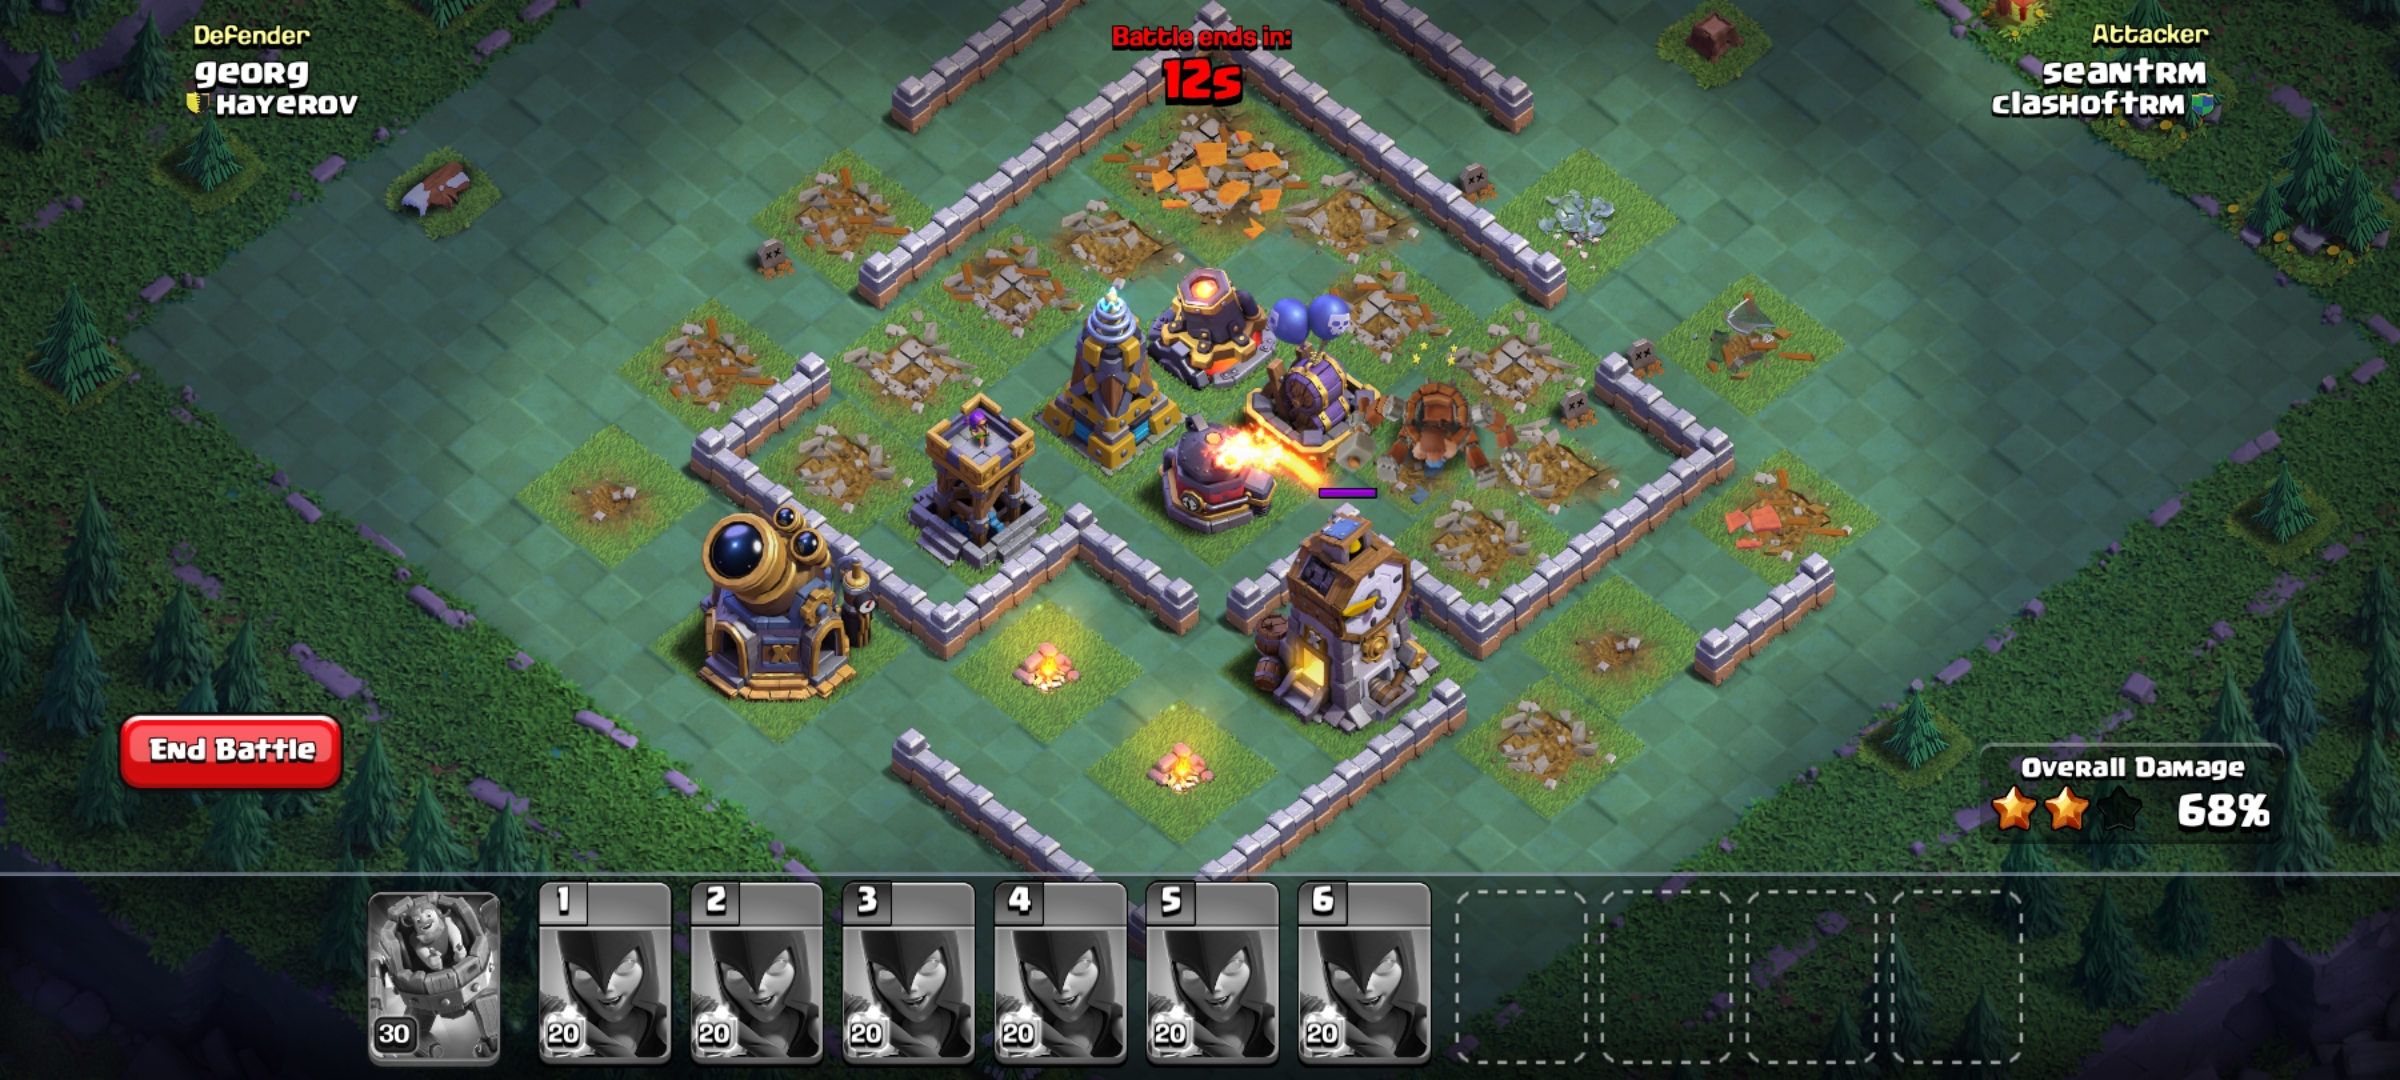 Defender
georg
HAYEROV
Battle ends in:
12s
Attacker
seantRM
clashoftRM
End Battle
Overall Damage
68%
30
1
20
2
20
3
20
4
20
5
20
6
20